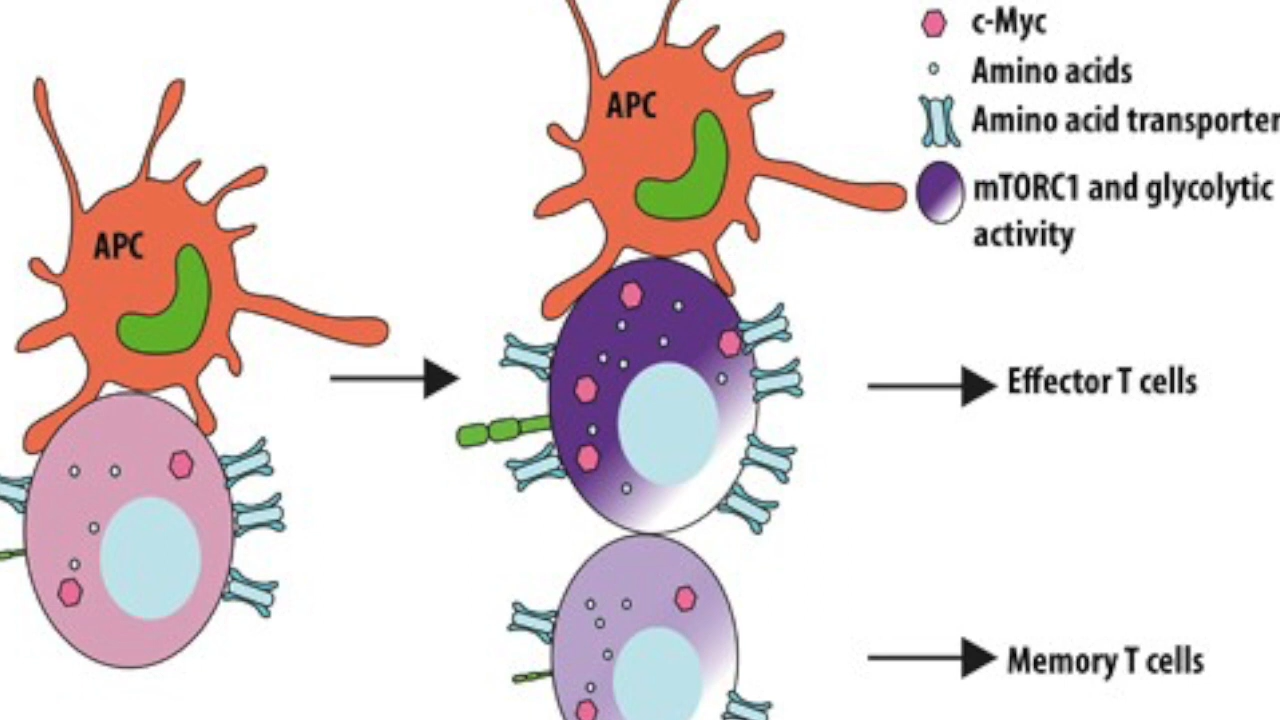 c-Myc
Amino acids
Amino acid transporter
mTORC1 and glycolytic
activity
APC
APC
Effector T cells
Memory T cells